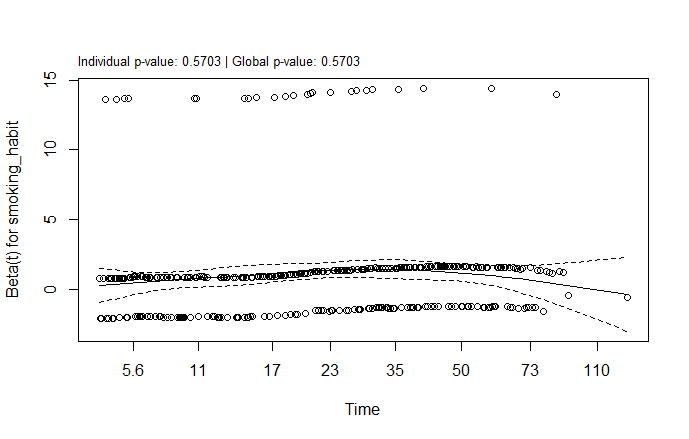 Individual p-value: 0.5703 | Global p-value: 0.5703
Beta(t) for smoking_habit
15
10
5
0
5.6 11 17 23 35 50 73 110
Time